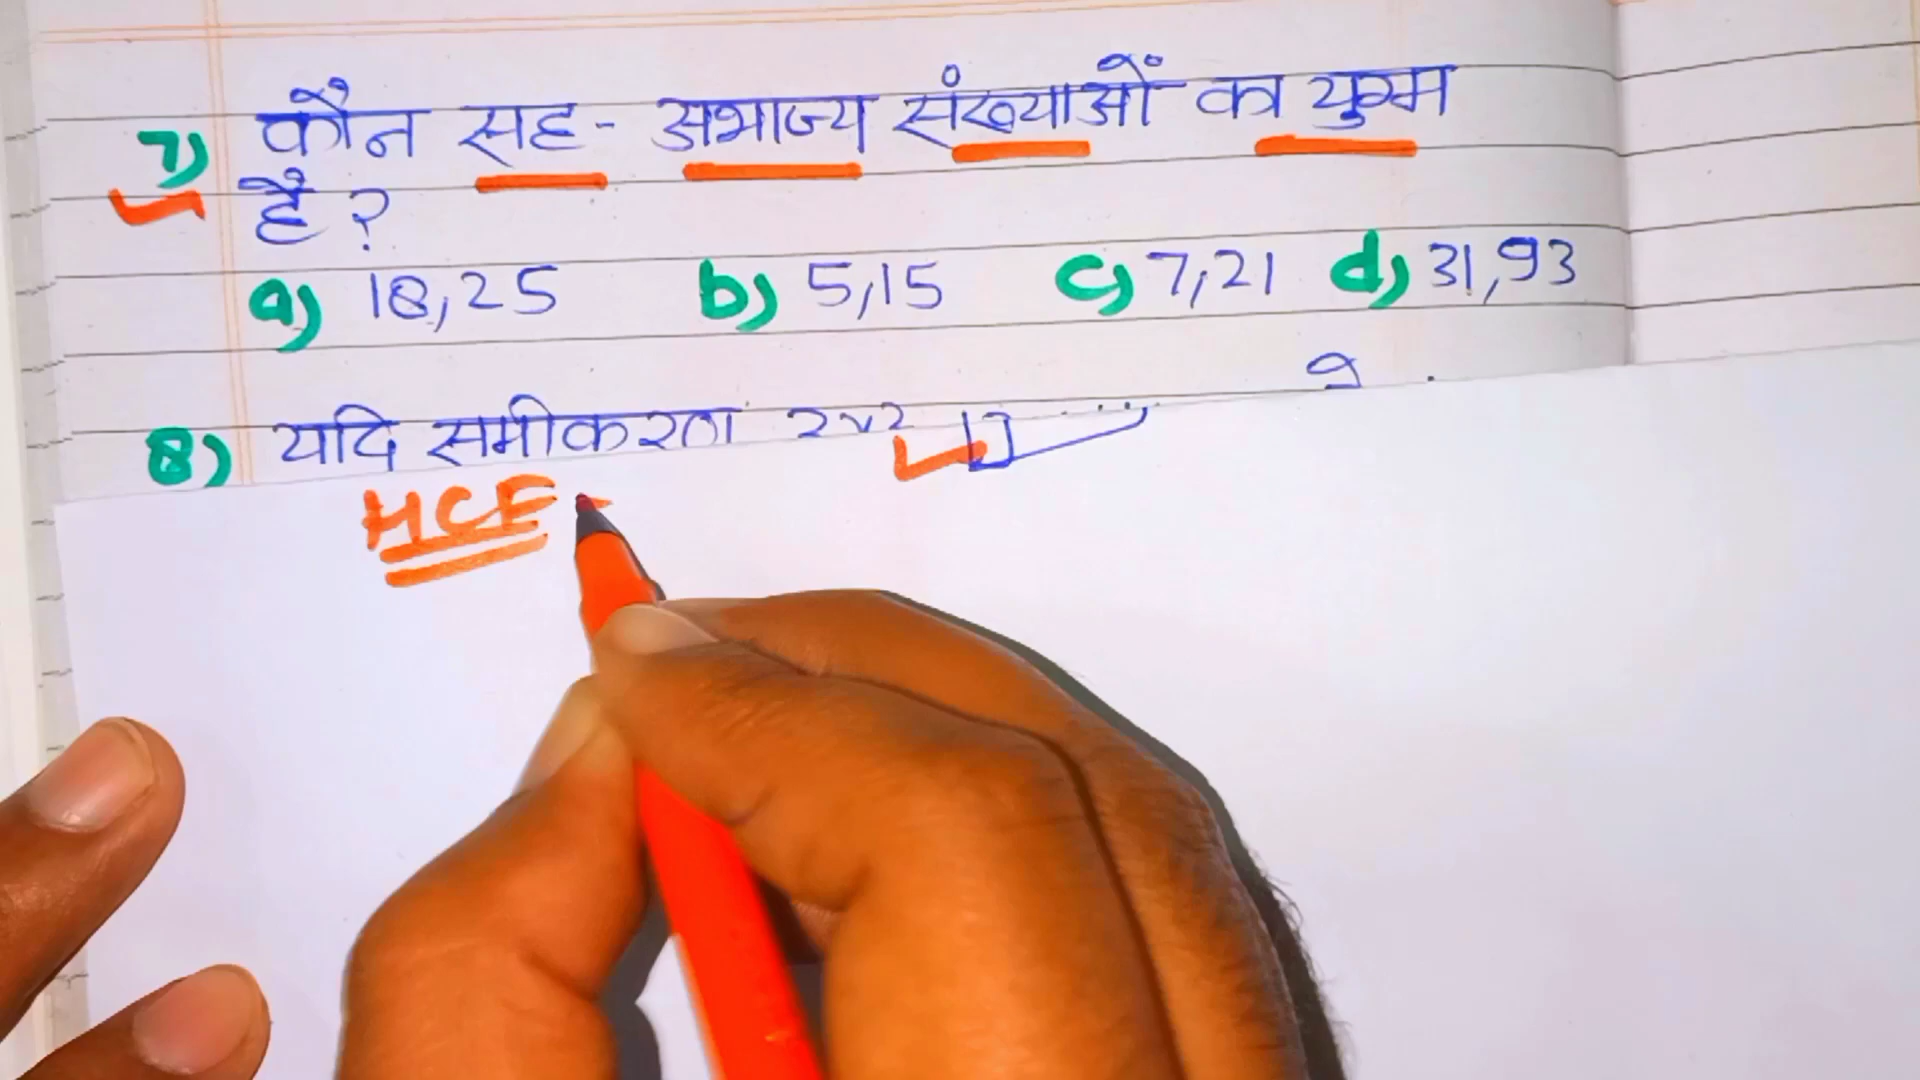 7) कौन सह- अभाज्य संख्याओं का युग्म
है ?
a) 18,25 b) 5,15 c) 7,21 d) 31,93
8) यदि समीकरण
HCF